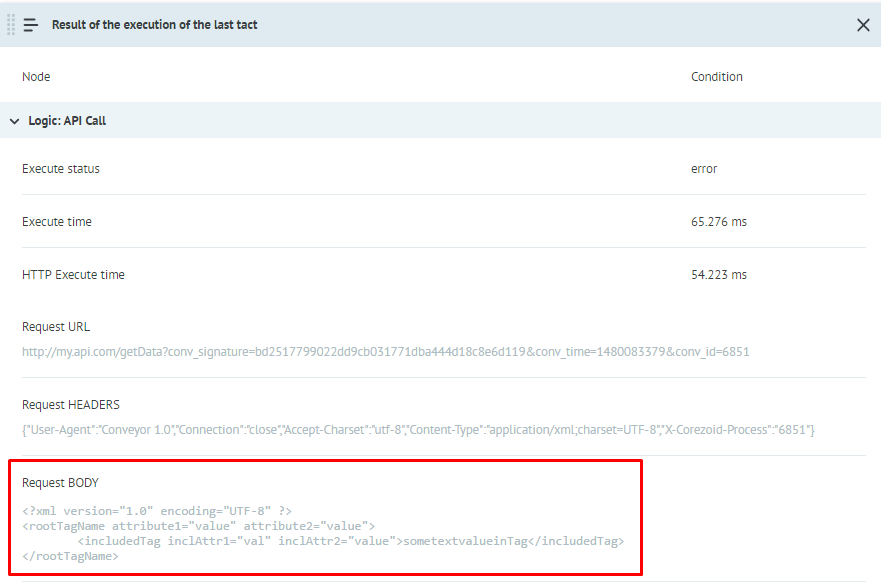 Result of the execution of the last tact
Node Condition
Logic: API Call
Execute status error
Execute time 65.276 ms
HTTP Execute time 54.223 ms
Request URL
http://my.api.com/getData?conv_signature=bd2517799022dd9cb031771dba444d18c8e6d119&conv_time=1480083379&conv_id=6851
Request HEADERS
{"User-Agent":"Conveyor 1.0","Connection":"close","Accept-Charset":"utf-8","Content-Type":"application/xml;charset=UTF-8","X-Corezoid-Process":"6851"}
Request BODY
<?xml version="1.0" encoding="UTF-8" ?>
<rootTagName attribute1="value" attribute2="value">
<includedTag inclAttr1="val" inclAttr2="value">sometextvalueinTag</includedTag>
</rootTagName>